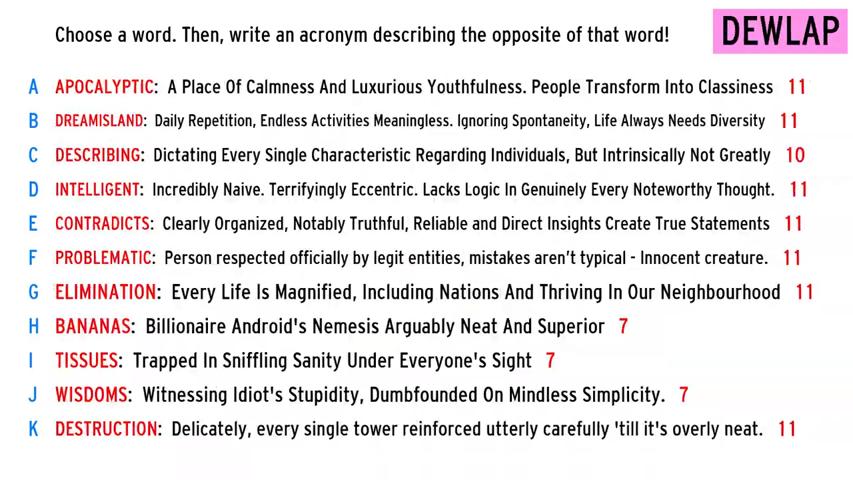 Choose a word. Then, write an acronym describing the opposite of that word!
DEWLAP
A APOCALYPTIC: A Place Of Calmness And Luxurious Youthfulness. People Transform Into Classiness 11
B DREAMISLAND: Daily Repetition, Endless Activities Meaningless. Ignoring Spontaneity, Life Always Needs Diversity 11
C DESCRIBING: Dictating Every Single Characteristic Regarding Individuals, But Intrinsically Not Greatly 10
D INTELLIGENT: Incredibly Naive. Terrifyingly Eccentric. Lacks Logic In Genuinely Every Noteworthy Thought. 11
E CONTRADICTS: Clearly Organized, Notably Truthful, Reliable and Direct Insights Create True Statements 11
F PROBLEMATIC: Person respected officially by legit entities, mistakes aren't typical - Innocent creature. 11
G ELIMINATION: Every Life Is Magnified, Including Nations And Thriving In Our Neighbourhood 11
H BANANAS: Billionaire Android's Nemesis Arguably Neat And Superior 7
I TISSUES: Trapped In Sniffling Sanity Under Everyone's Sight 7
J WISDOMS: Witnessing Idiot's Stupidity, Dumbfounded On Mindless Simplicity. 7
K DESTRUCTION: Delicately, every single tower reinforced utterly carefully 'till it's overly neat. 11